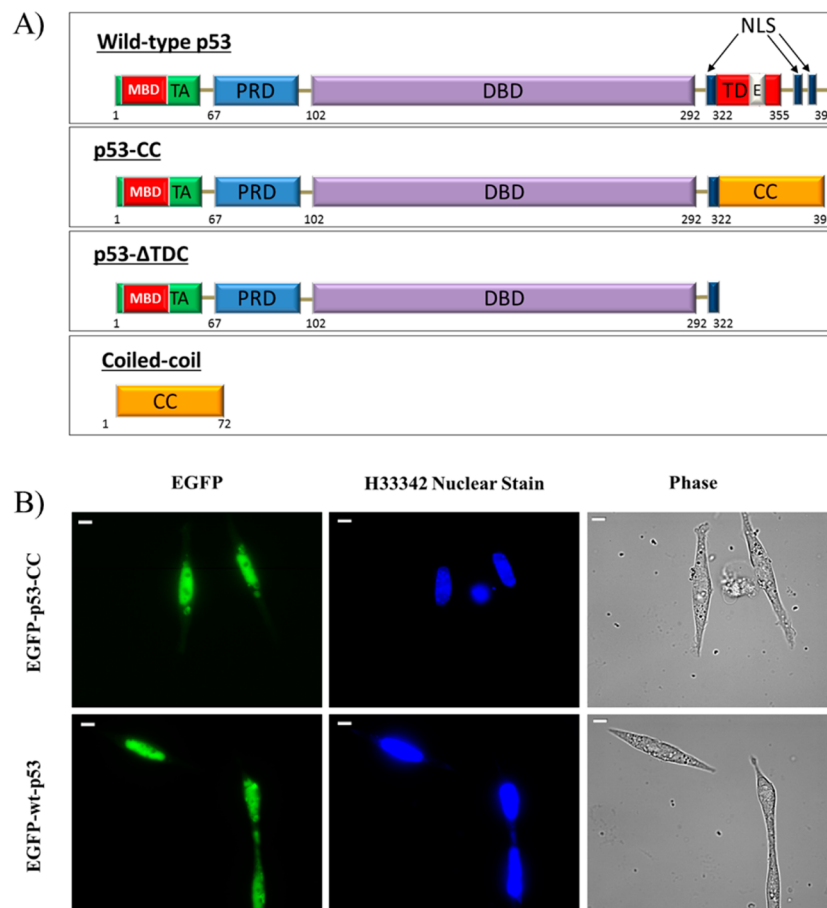 A)
Wild-type p53
NLS
MBD TA PRD DBD TD E
1 67 102 292 322 355 39
p53-CC
MBD TA PRD DBD CC
1 67 102 292 322 39
p53-ΔTDC
MBD TA PRD DBD
1 67 102 292 322
Coiled-coil
CC
1 72
B)
EGFP H33342 Nuclear Stain Phase
EGFP-p53-CC
EGFP-wt-p53